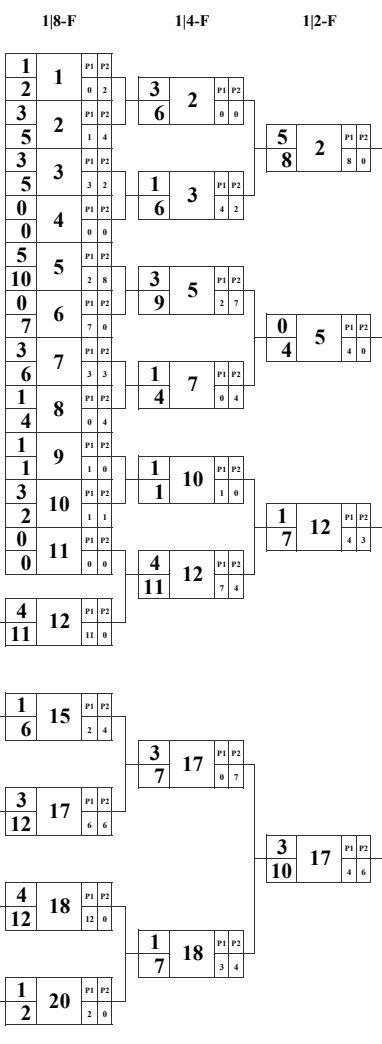 1|8-F 1|4-F 1|2-F
1 1 P1 P2
2 0 2
3 2 P1 P2
5 1 4
3 3 P1 P2
5 3 2
0 4 P1 P2
0 0 0
5 5 P1 P2
10 2 8
0 6 P1 P2
7 7 0
3 7 P1 P2
6 3 3
1 8 P1 P2
4 0 4
1 9 P1 P2
1 1 0
3 10 P1 P2
2 1 1
0 11 P1 P2
0 0 0
4 12 P1 P2
11 11 0
1 15 P1 P2
6 2 4
3 17 P1 P2
12 6 6
4 18 P1 P2
12 12 0
1 20 P1 P2
2 2 0
3 2 P1 P2
6 0 0
1 3 P1 P2
6 4 2
3 5 P1 P2
9 2 7
1 7 P1 P2
4 0 4
1 10 P1 P2
1 1 0
4 12 P1 P2
11 7 4
3 17 P1 P2
7 0 7
1 18 P1 P2
7 3 4
5 2 P1 P2
8 8 0
0 5 P1 P2
4 4 0
1 12 P1 P2
7 4 3
3 17 P1 P2
10 4 6